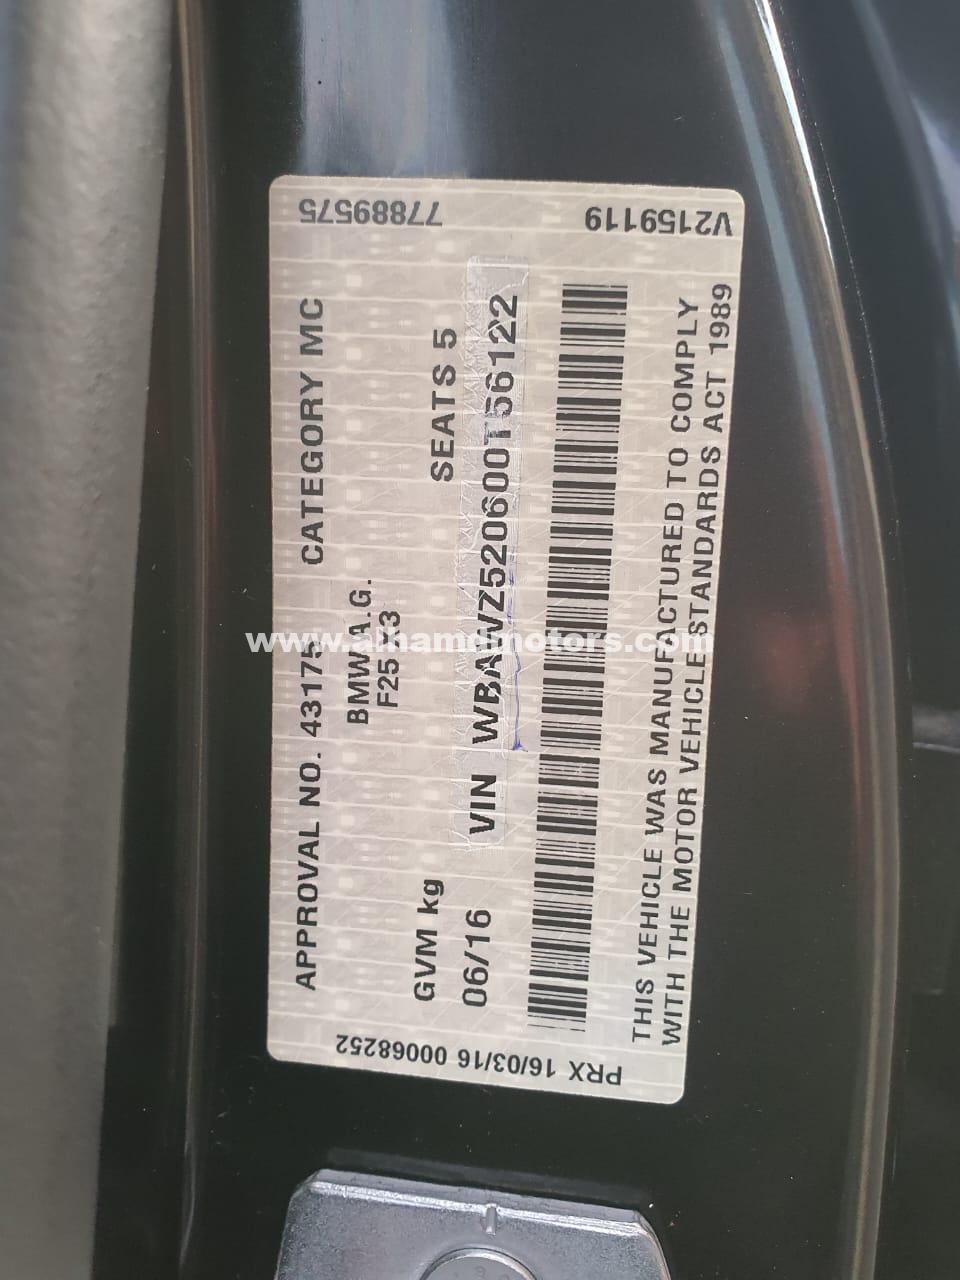 APPROVAL NO. 43175 CATEGORY MC
BMW A.G.
F25 X3
GVM kg SEATS 5
06/16 VIN WBAWZ520600T56122
THIS VEHICLE WAS MANUFACTURED TO COMPLY
WITH THE MOTOR VEHICLE STANDARDS ACT 1989
PRX 16/03/16 00068252
77889575
V2159119
www.alhamdmotors.com